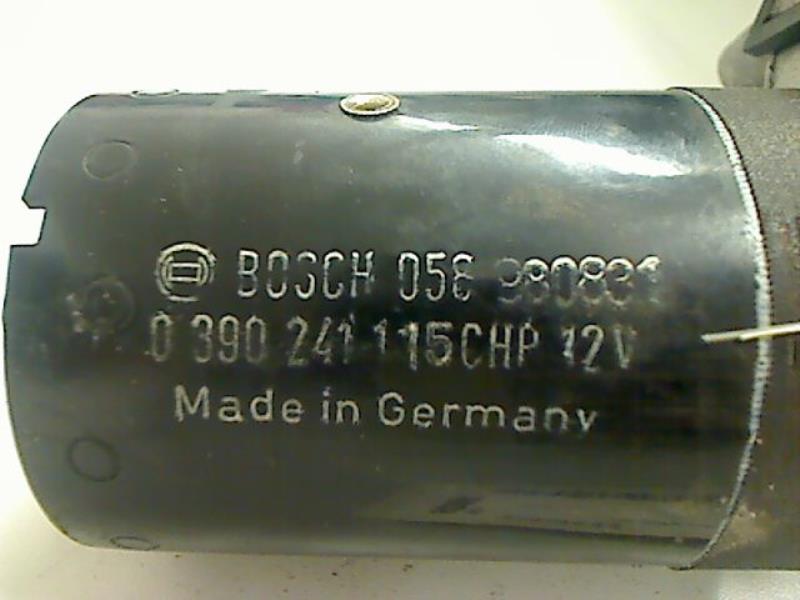 BOSCH 058
0 390 241 115CHP 12V
Made in Germany